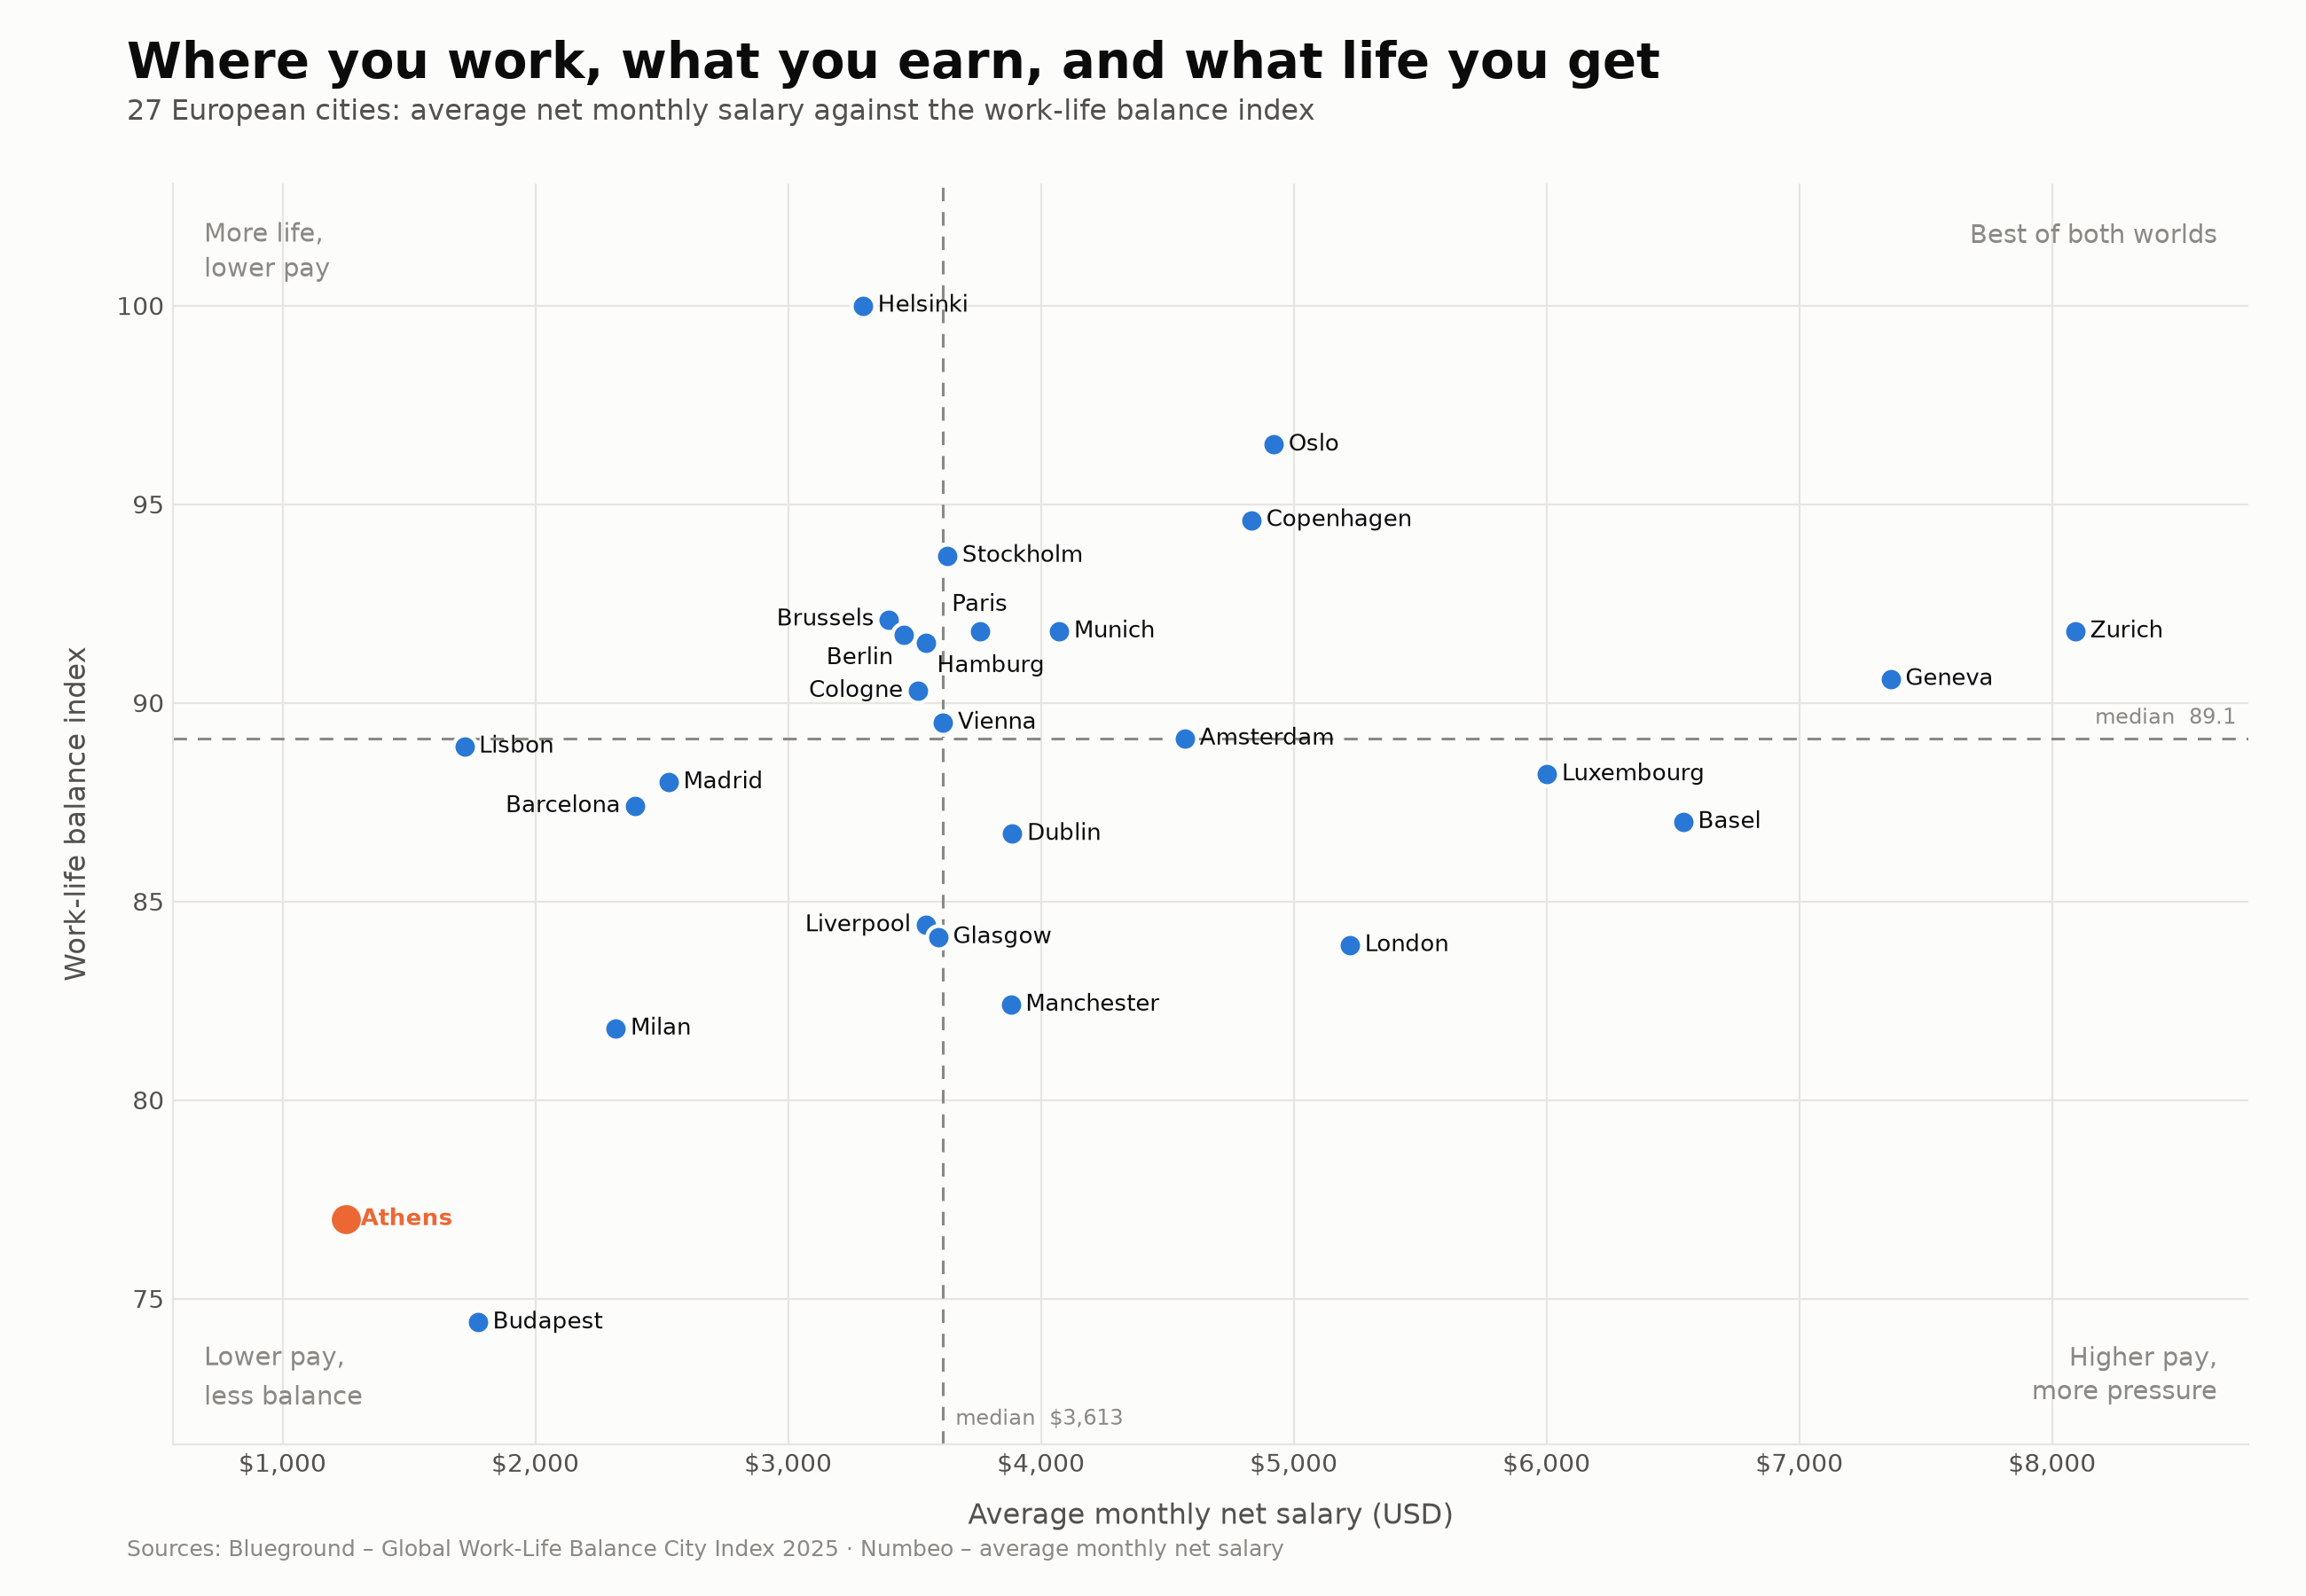 Where you work, what you earn, and what life you get
27 European cities: average net monthly salary against the work-life balance index
More life,
lower pay
Best of both worlds
100
Helsinki
Oslo
95
Copenhagen
Stockholm
Paris
Brussels
Munich
Zurich
Berlin
Hamburg
Geneva
Cologne
90
Vienna
median 89.1
Lisbon
Amsterdam
Luxembourg
Madrid
Barcelona
Basel
Dublin
Work-life balance index
85
Liverpool
Glasgow
London
Manchester
Milan
80
Athens
75
Budapest
Lower pay,
less balance
Higher pay,
more pressure
median $3,613
$1,000
$2,000
$3,000
$4,000
$5,000
$6,000
$7,000
$8,000
Average monthly net salary (USD)
Sources: Blueground – Global Work-Life Balance City Index 2025 · Numbeo – average monthly net salary